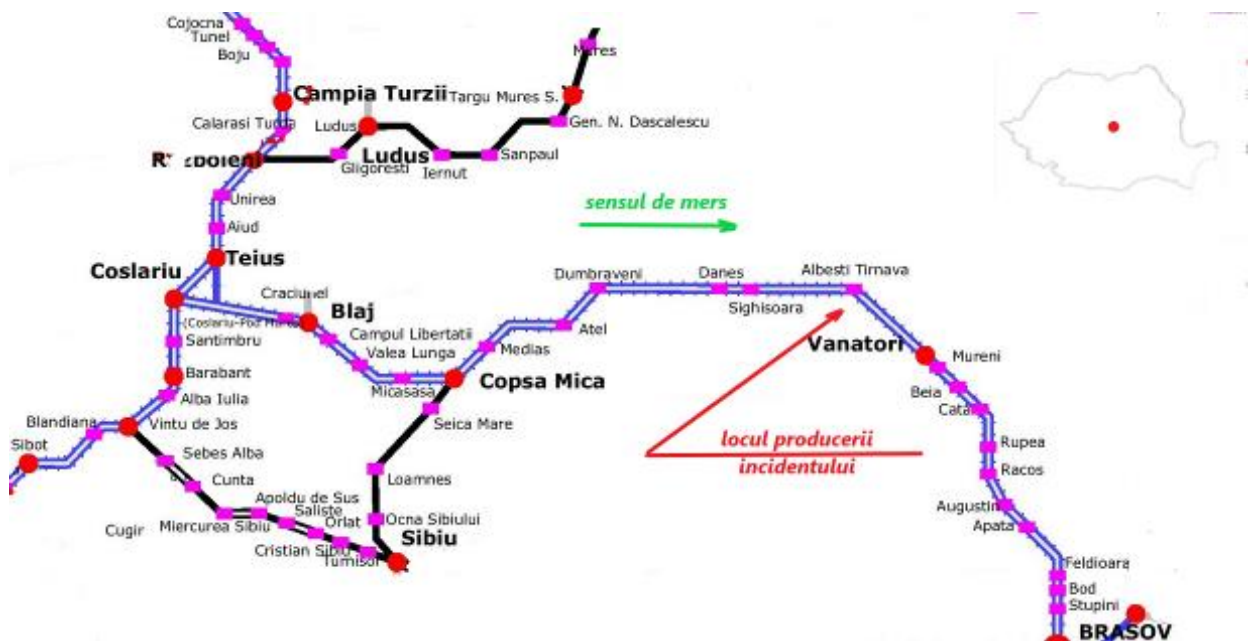 Cojocna
Tunel
Boju
Mures
Campia Turzii
Targu Mures S.
Calarasi Turda
Ludus
Gen. N. Dascalescu
Ludus
Gligoresti
Iernut
Sanpaul
Unirea
sensul de mers
Aiud
Teius
Coslariu
Dumbraveni
Danes
Albesti Tirnava
Craciunel
Sighisoara
Blaj
Atel
Santimbru
Campul Libertatii
Medias
Vanatori
Mureni
Valea Lunga
Barabant
Micasasa
Copsa Mica
Beia
Alba Iulia
Cata
Blandiana
Vintu de Jos
Seica Mare
locul producerii
incidentului
Rupea
Sibot
Sebes Alba
Loamnes
Racos
Cunta
Apoldu de Sus
Saliste
Augustin
Cugir
Miercurea Sibiu
Orlat
Ocna Sibiului
Apata
Sibiu
Cristian Sibiu
Turnisor
Feldioara
Bod
Stupini
BRASOV